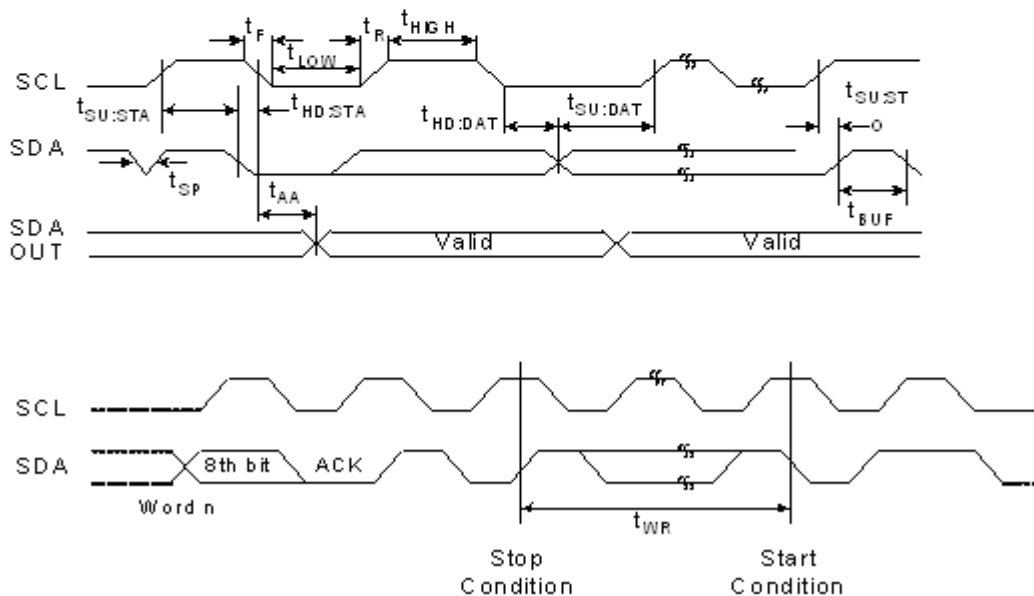 tF tR tHIGH
tLOW
SCL
tSU:STA tHD:STA tHD:DAT tSU:DAT tSU:ST
O
SDA
tSP
tAA tBUF
SDA
OUT Valid Valid
SCL
SDA 8th bit ACK
Word n
tWR
Stop Start
Condition Condition